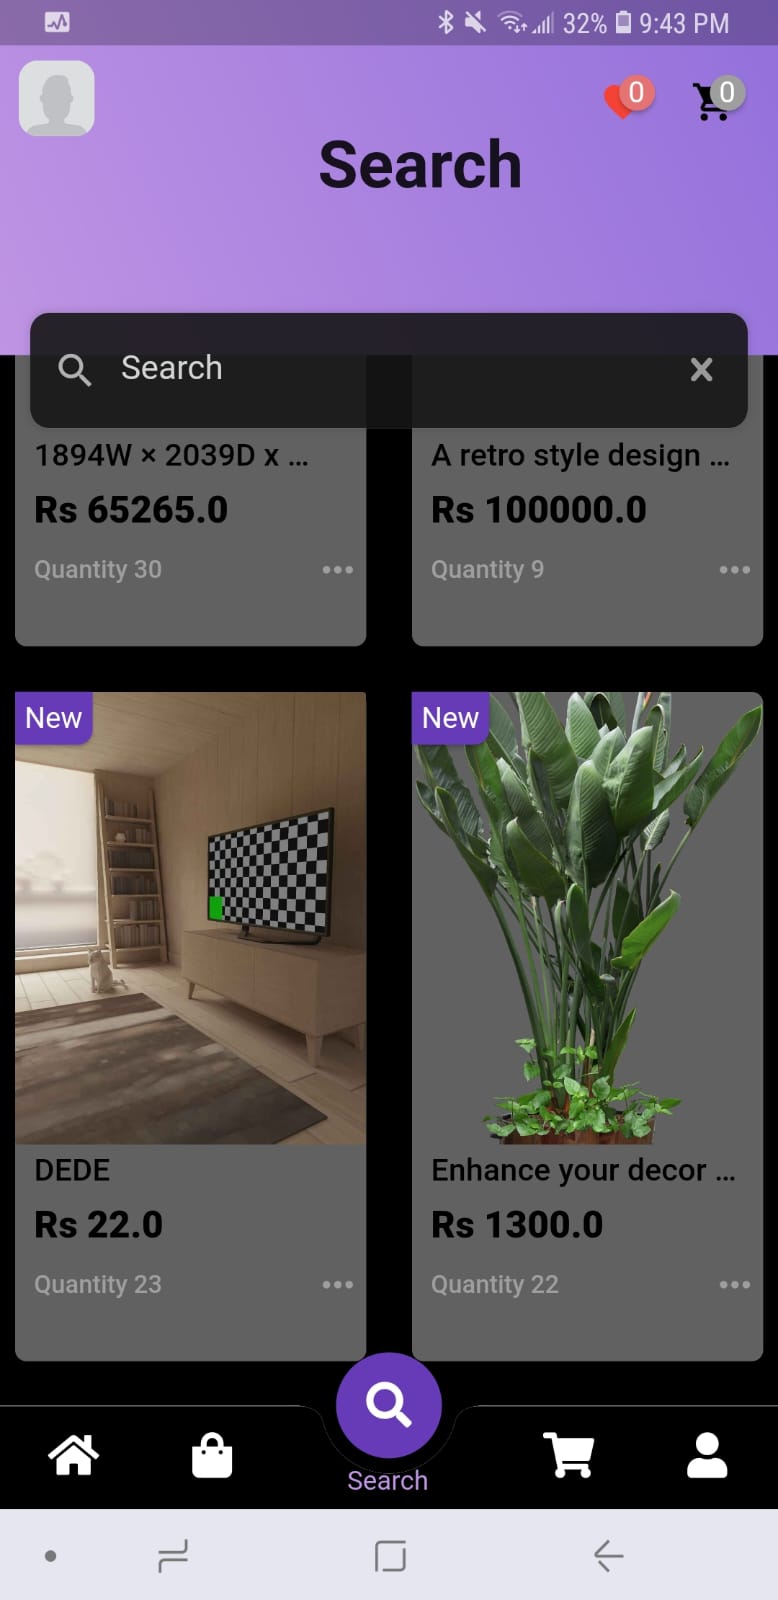 32% 9:43 PM
0 0
Search
Search
1894W × 2039D x ...
Rs 65265.0
Quantity 30
A retro style design ...
Rs 100000.0
Quantity 9
New
DEDE
Rs 22.0
Quantity 23
New
Enhance your decor ...
Rs 1300.0
Quantity 22
Search